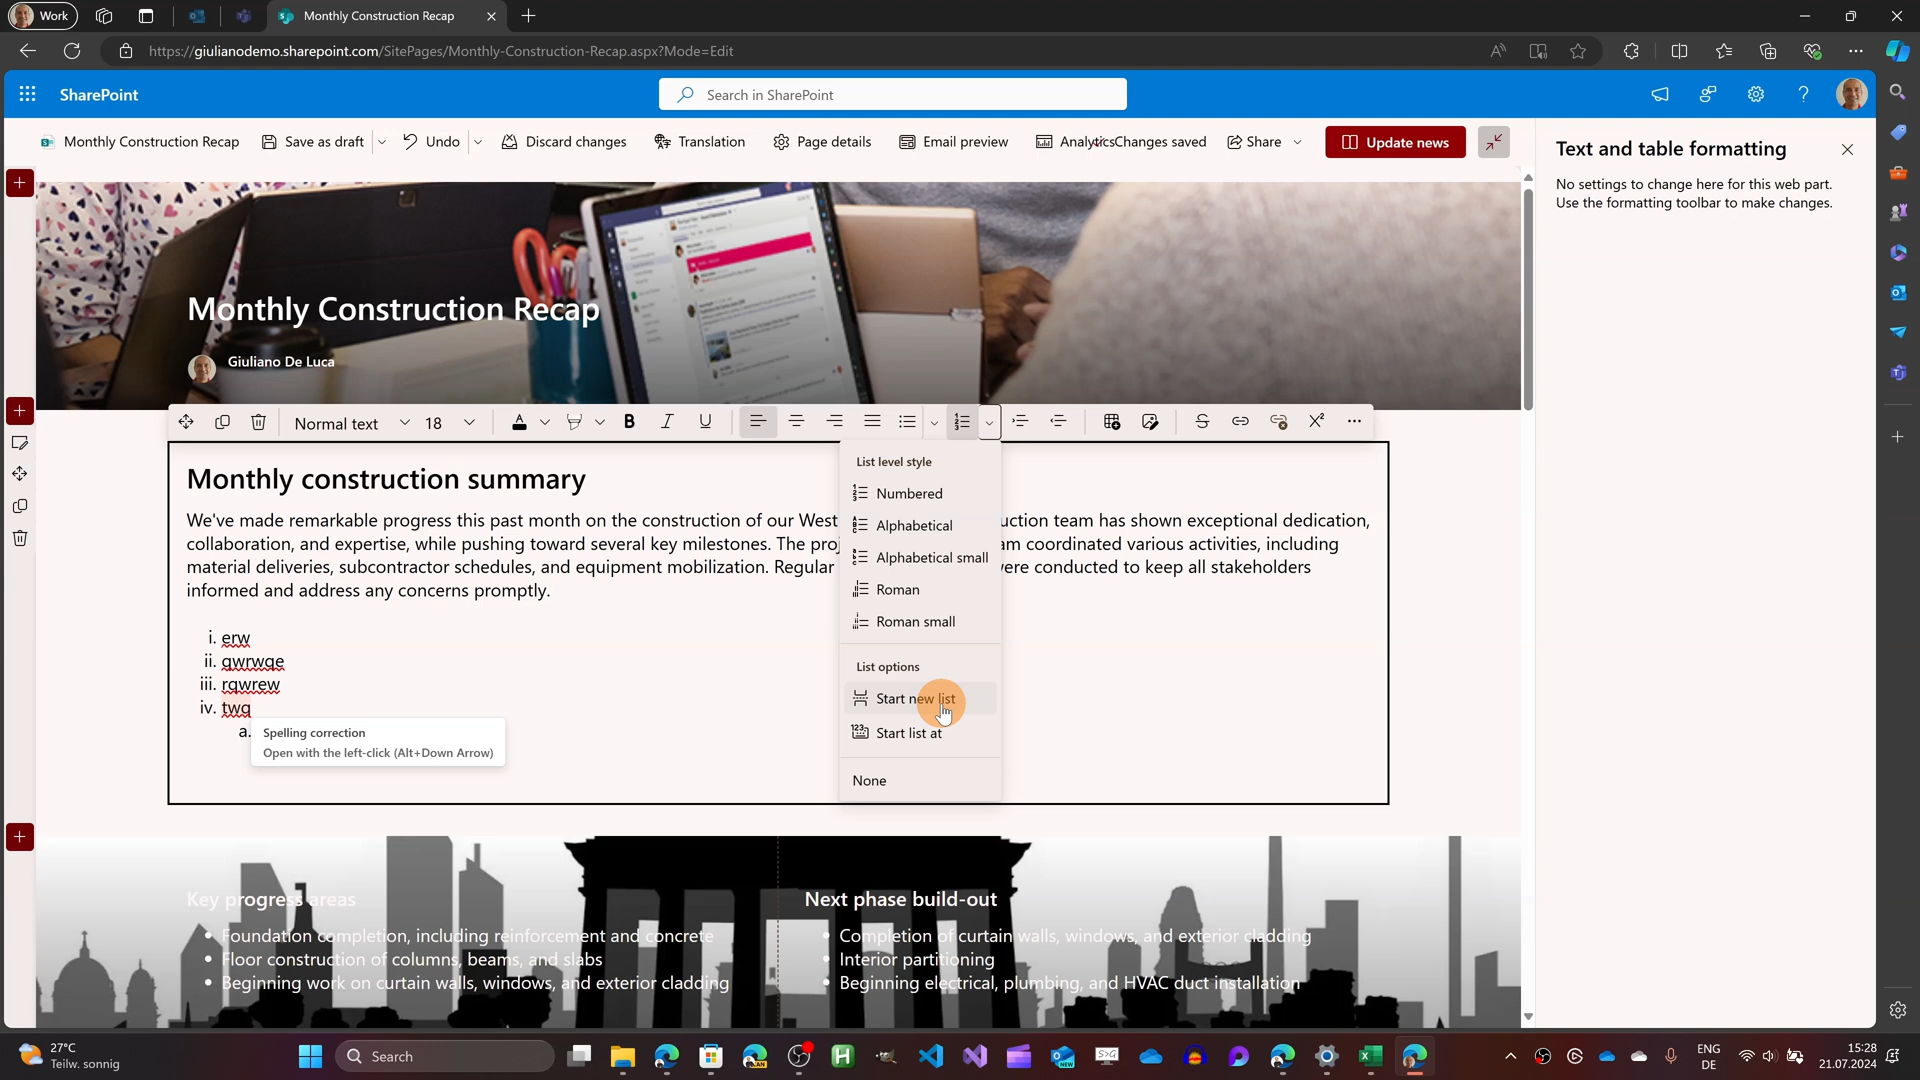 Work
Monthly Construction Recap
https://giulianodemo.sharepoint.com/SitePages/Monthly-Construction-Recap.aspx?Mode=Edit
SharePoint
Search in SharePoint
Monthly Construction Recap
Save as draft
Undo
Discard changes
Translation
Page details
Email preview
Analytics
Changes saved
Share
Update news
Text and table formatting
No settings to change here for this web part.
Use the formatting toolbar to make changes.
Monthly Construction Recap
Giuliano De Luca
Normal text
18
Monthly construction summary
We've made remarkable progress this past month on the construction of our West
uction team has shown exceptional dedication,
collaboration, and expertise, while pushing toward several key milestones. The proj
am coordinated various activities, including
material deliveries, subcontractor schedules, and equipment mobilization. Regular
ere conducted to keep all stakeholders
informed and address any concerns promptly.
i. erw
ii. qwrwqe
iii. rqwrew
iv. twq
a.
Spelling correction
Open with the left-click (Alt+Down Arrow)
List level style
Numbered
Alphabetical
Alphabetical small
Roman
Roman small
List options
Start new list
Start list at
None
Key progress areas
• Foundation completion, including reinforcement and concrete
• Floor construction of columns, beams, and slabs
• Beginning work on curtain walls, windows, and exterior cladding
Next phase build-out
• Completion of curtain walls, windows, and exterior cladding
• Interior partitioning
• Beginning electrical, plumbing, and HVAC duct installation
27°C
Teilw. sonnig
Search
ENG
DE
15:28
21.07.2024